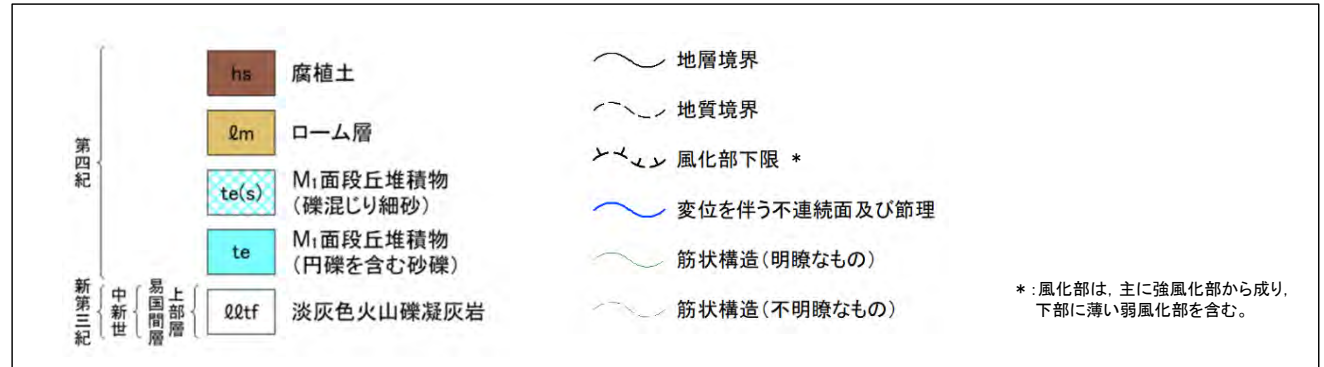 第四紀
hs 腐植土
ℓm ローム層
te(s) M₁面段丘堆積物
(礫混じり細砂)
te M₁面段丘堆積物
(円礫を含む砂礫)
新第三紀 中新世 易国間層 上部層
ℓℓtf 淡灰色火山礫凝灰岩
地層境界
地質境界
風化部下限 *
変位を伴う不連続面及び節理
筋状構造(明瞭なもの)
筋状構造(不明瞭なもの)
*:風化部は,主に強風化部から成り,
下部に薄い弱風化部を含む。